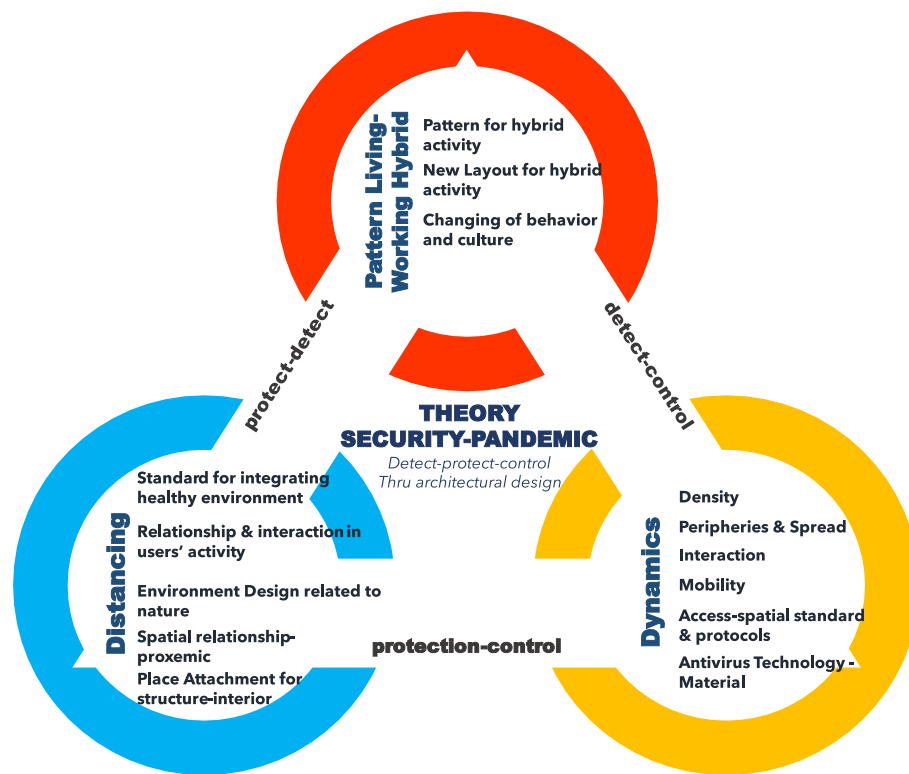 Pattern Living-
Working Hybrid
Pattern for hybrid
activity
New Layout for hybrid
activity
Changing of behavior
and culture
protect-detect
detect-control
THEORY
SECURITY-PANDEMIC
Detect-protect-control
Thru architectural design
Distancing
Standard for integrating
healthy environment
Relationship & interaction in
users' activity
Environment Design related to
nature
Spatial relationship-
proxemic
Place Attachment for
structure-interior
protection-control
Dynamics
Density
Peripheries & Spread
Interaction
Mobility
Access-spatial standard
& protocols
Antivirus Technology -
Material